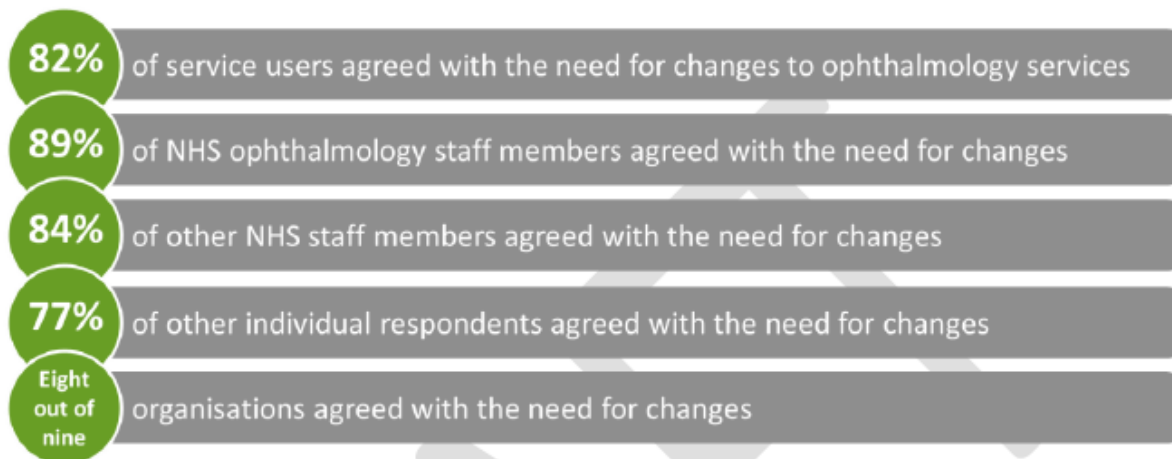 82% of service users agreed with the need for changes to ophthalmology services
89% of NHS ophthalmology staff members agreed with the need for changes
84% of other NHS staff members agreed with the need for changes
77% of other individual respondents agreed with the need for changes
Eight
out of
nine
organisations agreed with the need for changes